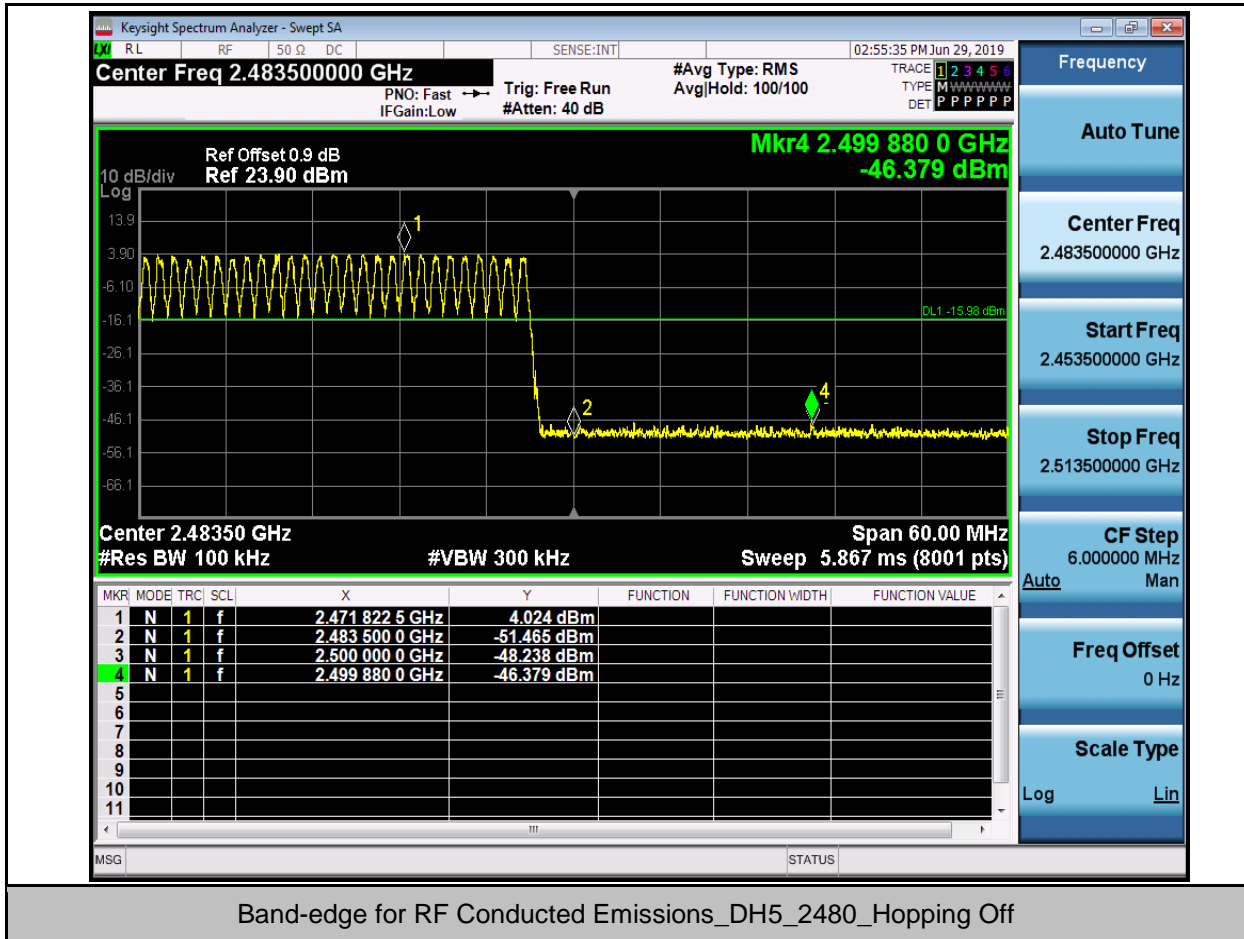 Keysight Spectrum Analyzer - Swept SA
LXI RL RF 50 Ω DC SENSE:INT 02:55:35 PM Jun 29, 2019
Center Freq 2.483500000 GHz
PNO: Fast
IFGain:Low
Trig: Free Run
#Atten: 40 dB
#Avg Type: RMS
Avg|Hold: 100/100
TRACE 1 2 3 4 5 6
TYPE M W W W W W
DET P P P P P P
Mkr4 2.499 880 0 GHz
-46.379 dBm
Ref Offset 0.9 dB
10 dB/div Ref 23.90 dBm
Log
13.9
3.90
-6.10
-16.1
-26.1
-36.1
-46.1
-56.1
-66.1
1
DL1 -15.98 dBm
2
4
Center 2.48350 GHz Span 60.00 MHz
#Res BW 100 kHz #VBW 300 kHz Sweep 5.867 ms (8001 pts)
MKR MODE TRC SCL X Y FUNCTION FUNCTION WIDTH FUNCTION VALUE
1 N 1 f 2.471 822 5 GHz 4.024 dBm
2 N 1 f 2.483 500 0 GHz -51.465 dBm
3 N 1 f 2.500 000 0 GHz -48.238 dBm
4 N 1 f 2.499 880 0 GHz -46.379 dBm
5
6
7
8
9
10
11
MSG STATUS
Frequency
Auto Tune
Center Freq
2.483500000 GHz
Start Freq
2.453500000 GHz
Stop Freq
2.513500000 GHz
CF Step
6.000000 MHz
Auto Man
Freq Offset
0 Hz
Scale Type
Log Lin
Band-edge for RF Conducted Emissions_DH5_2480_Hopping Off